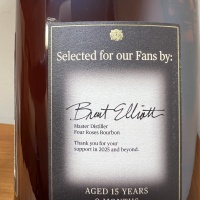 Selected for our Fans by:
Brent Elliott
Master Distiller
Four Roses Bourbon
Thank you for your
support in 2025 and beyond.
AGED 15 YEARS
MONTHS